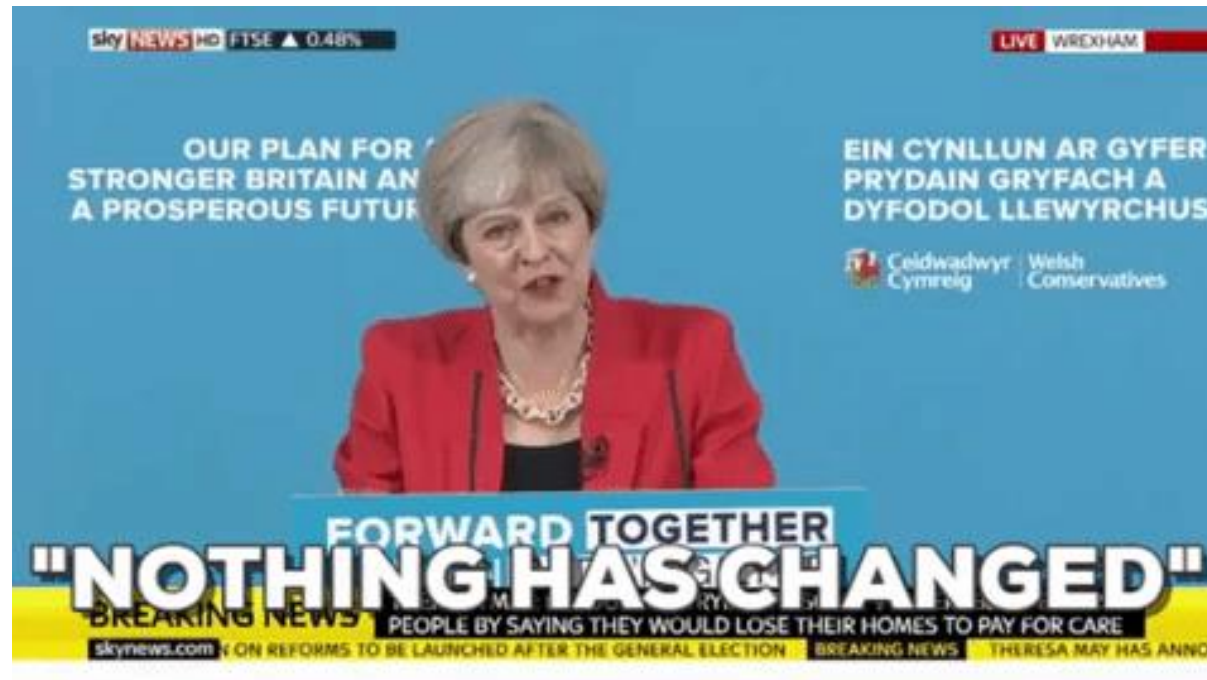 sky NEWS HD FTSE ▲ 0.48%
LIVE WREXHAM
OUR PLAN FOR
STRONGER BRITAIN AN
A PROSPEROUS FUTUR
EIN CYNLLUN AR GYFER
PRYDAIN GRYFACH A
DYFODOL LLEWYRCHUS
Ceidwadwyr
Cymreig
Welsh
Conservatives
FORWARD TOGETHER
"NOTHING HAS CHANGED"
BREAKING NEWS
PEOPLE BY SAYING THEY WOULD LOSE THEIR HOMES TO PAY FOR CARE
skynews.com ON REFORMS TO BE LAUNCHED AFTER THE GENERAL ELECTION BREAKING NEWS THERESA MAY HAS ANNO